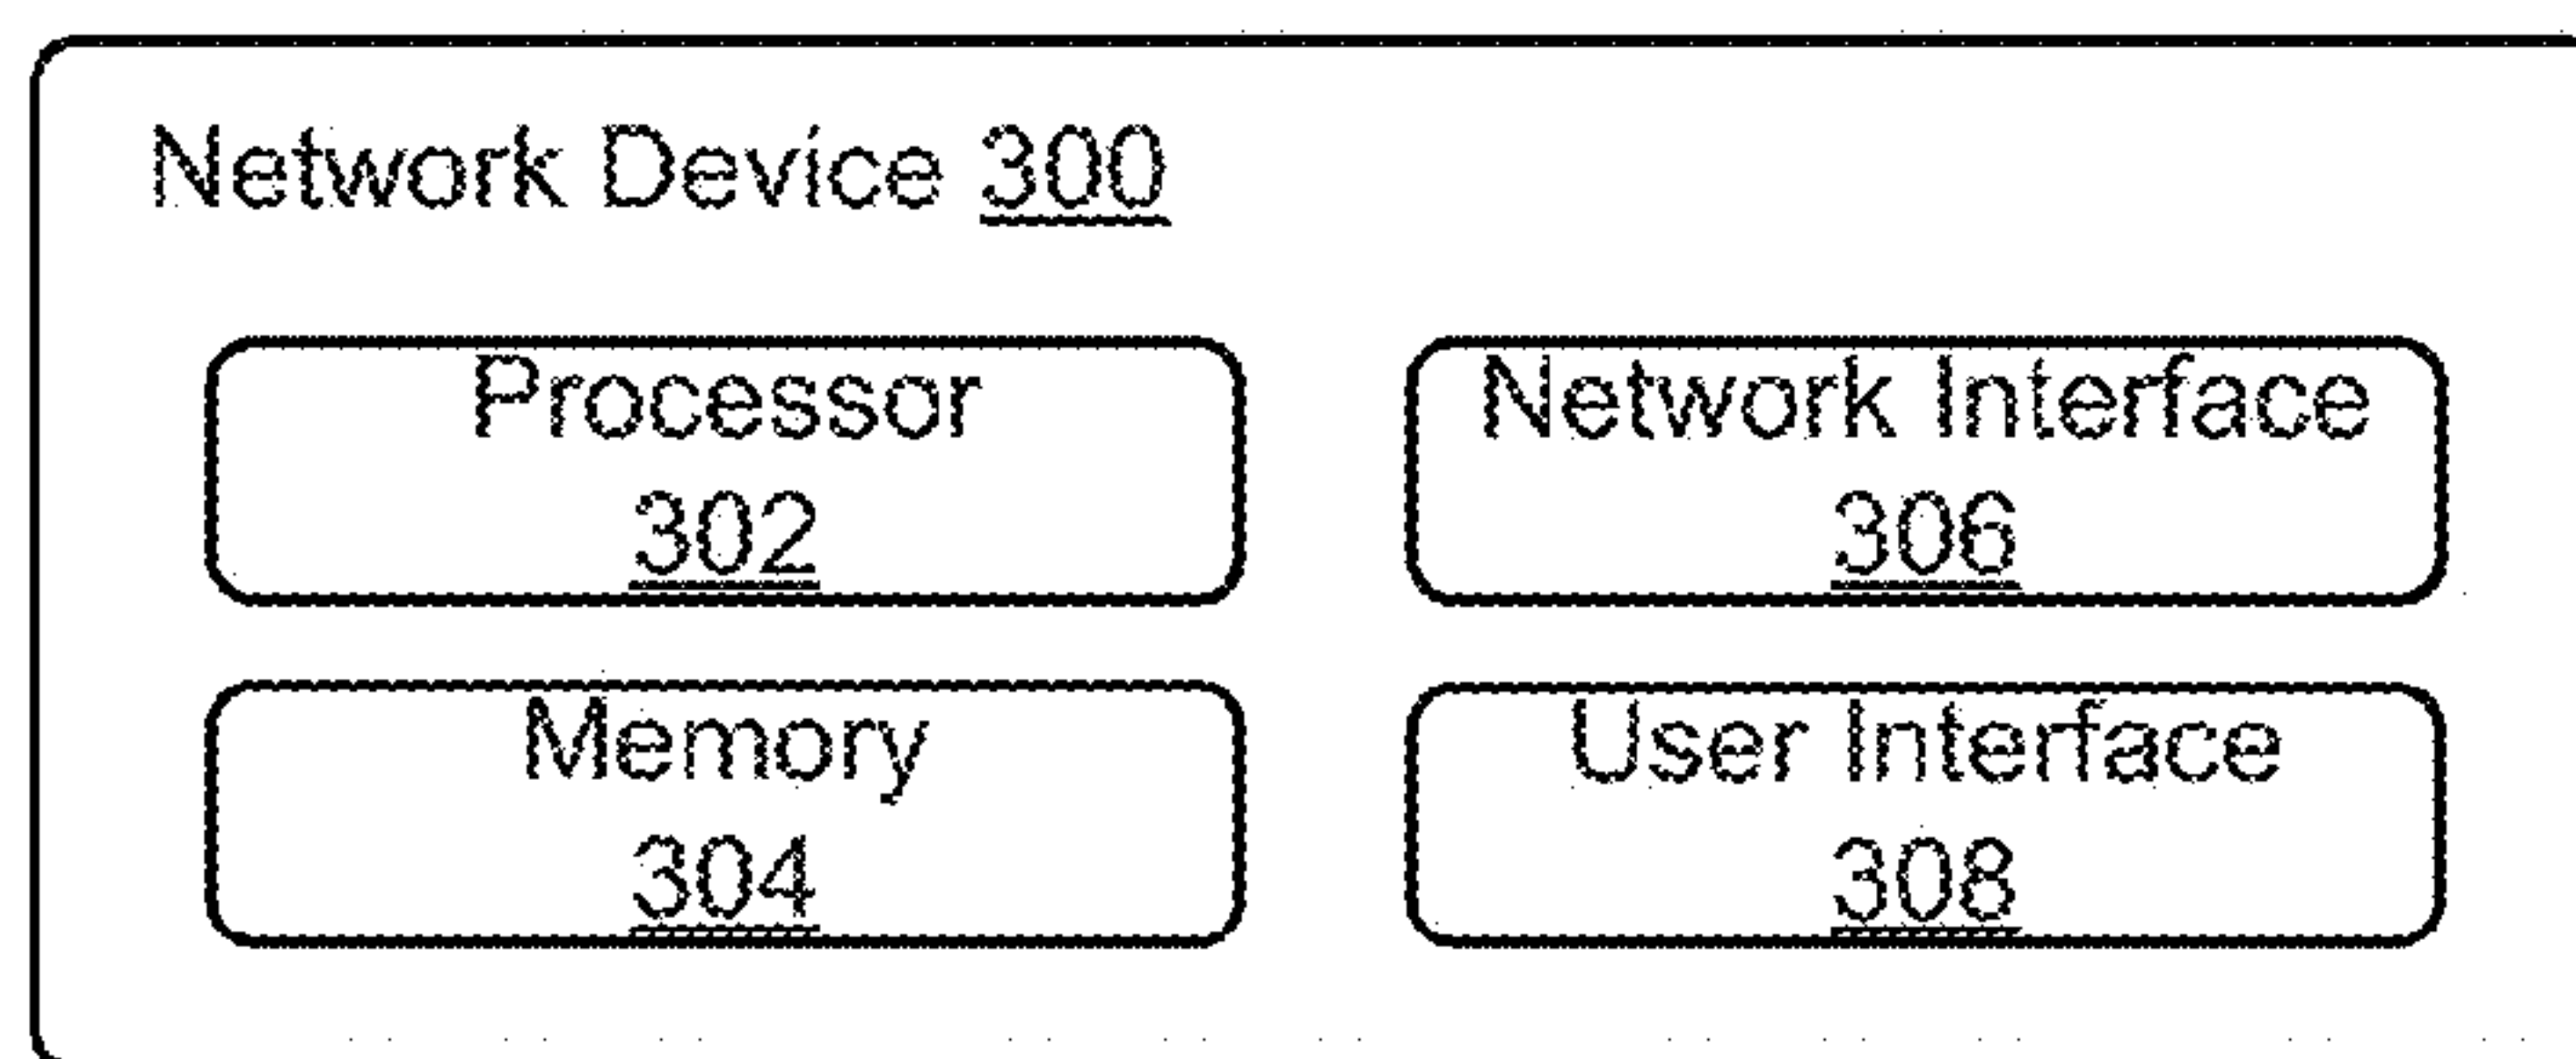 Network Device 300
Processor
302
Network Interface
306
Memory
304
User Interface
308